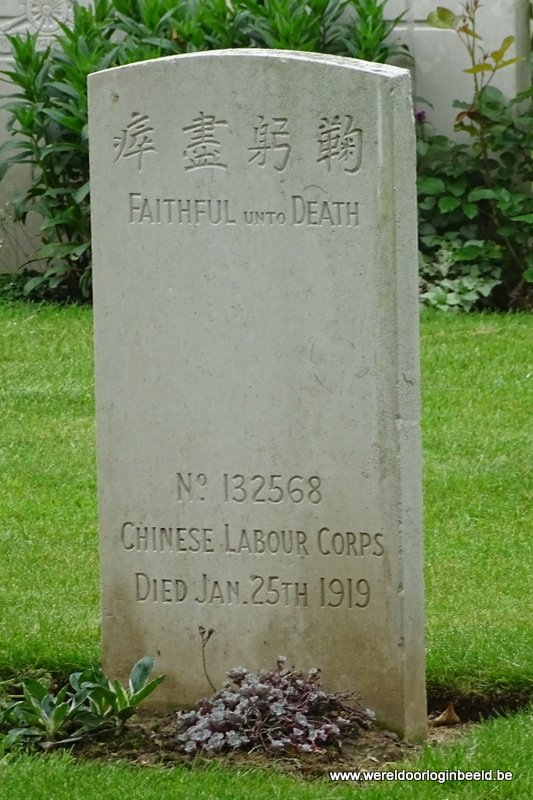 鞠躬盡瘁
FAITHFUL UNTO DEATH
No. 132568
CHINESE LABOUR CORPS
DIED JAN. 25TH 1919
www.wereldoorloginbeeld.be